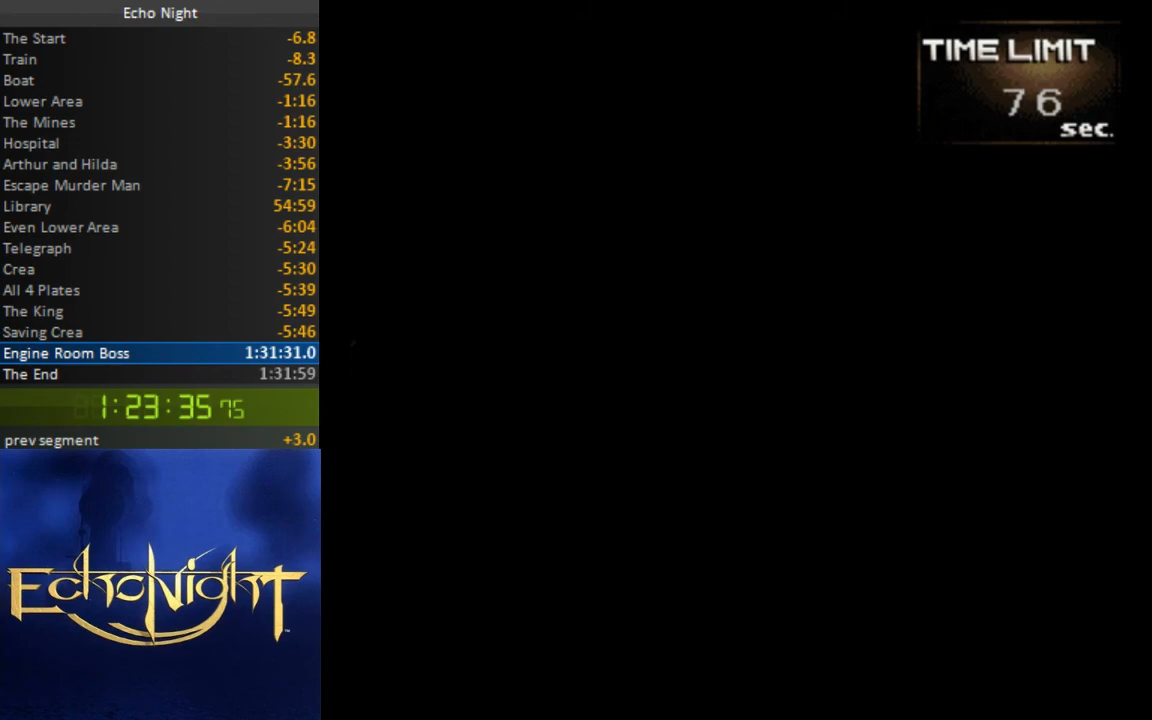 Echo Night
The Start -6.8
Train -8.3
Boat -57.6
Lower Area -1:16
The Mines -1:16
Hospital -3:30
Arthur and Hilda -3:56
Escape Murder Man -7:15
Library 54:59
Even Lower Area -6:04
Telegraph -5:24
Crea -5:30
All 4 Plates -5:39
The King -5:49
Saving Crea -5:46
Engine Room Boss 1:31:31.0
The End 1:31:59
1:23:35 75
prev segment +3.0
EchoNight
TM
TIME LIMIT
76
sec.